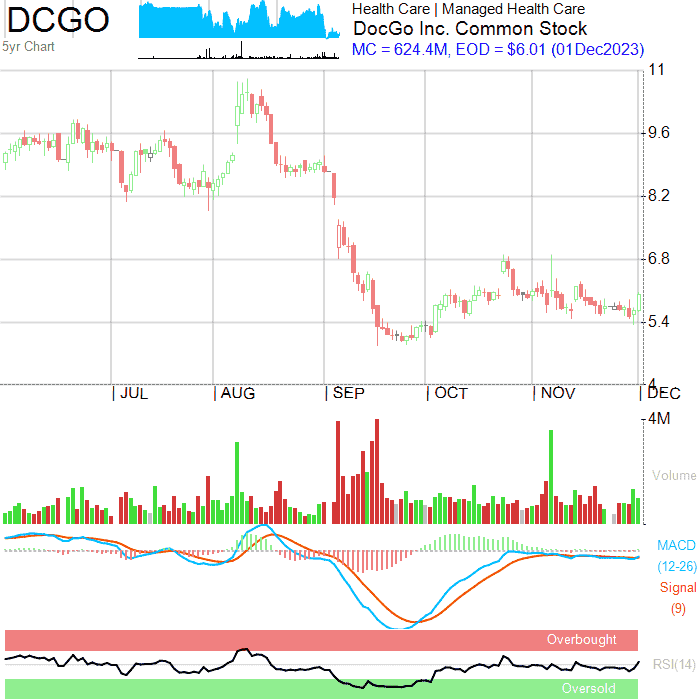 DCGO
5yr Chart
Health Care | Managed Health Care
DocGo Inc. Common Stock
MC = 624.4M, EOD = $6.01 (01Dec2023)
11
9.6
8.2
6.8
5.4
4
JUL AUG SEP OCT NOV DEC
4M
Volume
MACD
(12-26)
Signal
(9)
Overbought
RSI(14)
Oversold